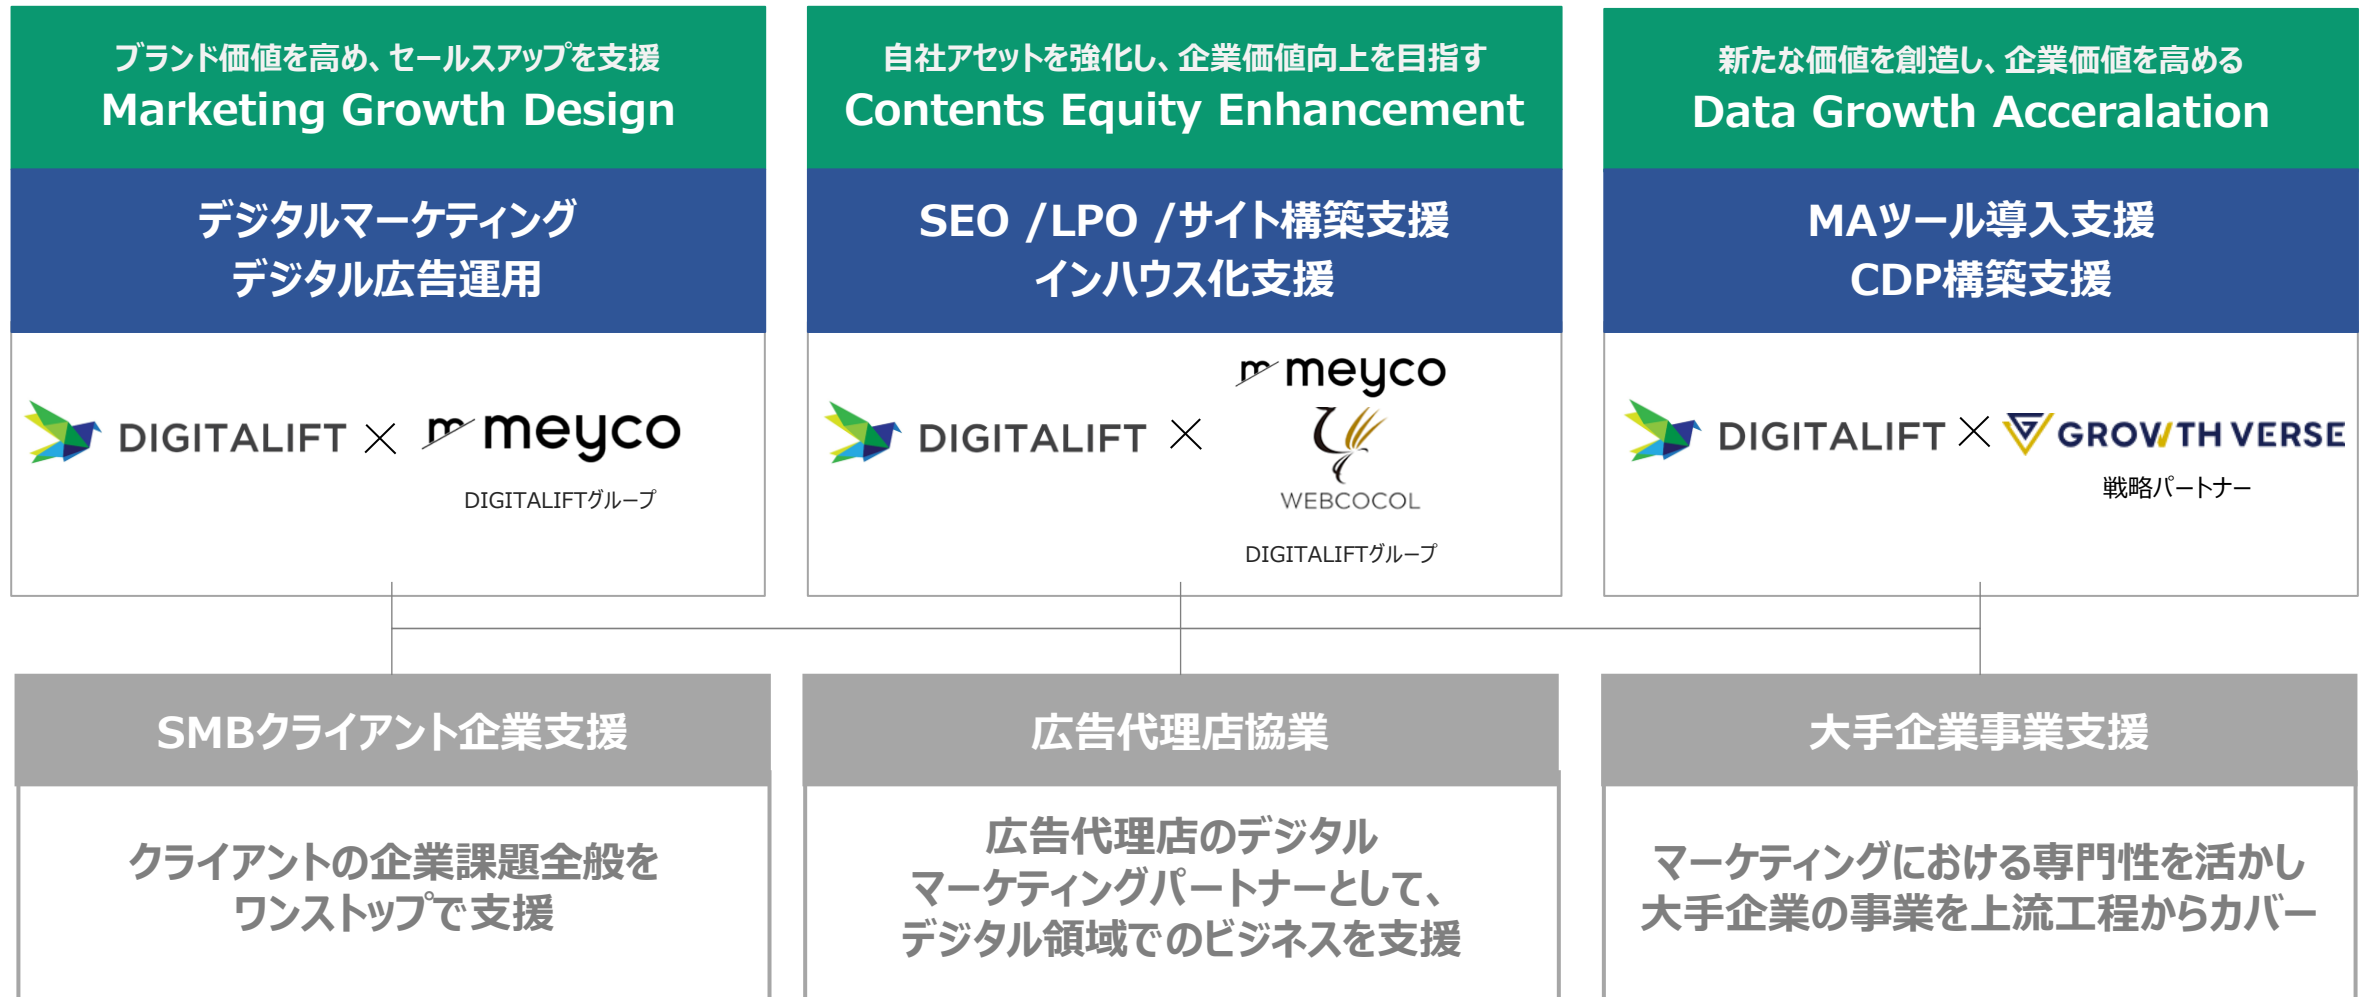 ブランド価値を高め、セールスアップを支援
Marketing Growth Design
デジタルマーケティング
デジタル広告運用
DIGITALIFT × m meyco
DIGITALIFTグループ
自社アセットを強化し、企業価値向上を目指す
Contents Equity Enhancement
SEO /LPO /サイト構築支援
インハウス化支援
m meyco
DIGITALIFT ×
WEBCOCOL
DIGITALIFTグループ
新たな価値を創造し、企業価値を高める
Data Growth Acceralation
MAツール導入支援
CDP構築支援
DIGITALIFT × GROWTH VERSE
戦略パートナー
SMBクライアント企業支援
クライアントの企業課題全般を
ワンストップで支援
広告代理店協業
広告代理店のデジタル
マーケティングパートナーとして、
デジタル領域でのビジネスを支援
大手企業事業支援
マーケティングにおける専門性を活かし
大手企業の事業を上流工程からカバー